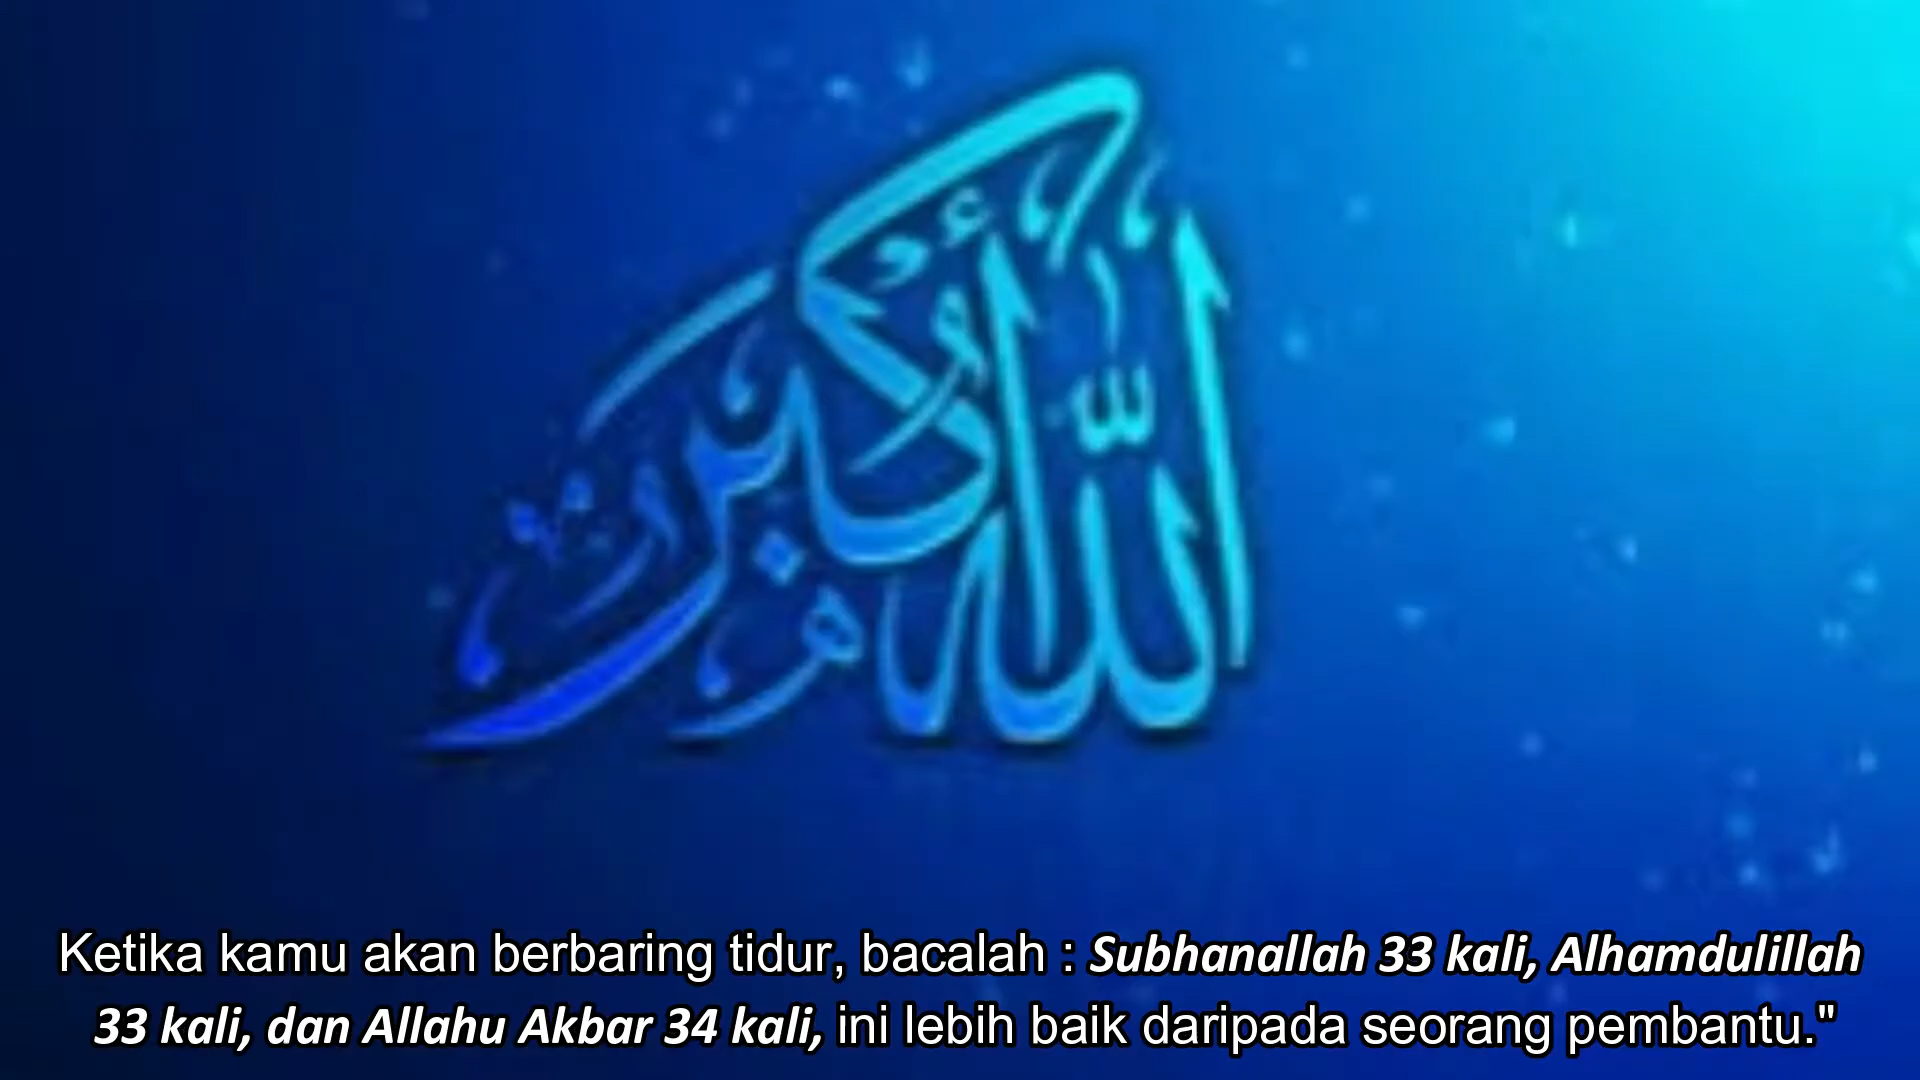 الله أكبر
Ketika kamu akan berbaring tidur, bacalah : Subhanallah 33 kali, Alhamdulillah
33 kali, dan Allahu Akbar 34 kali, ini lebih baik daripada seorang pembantu."